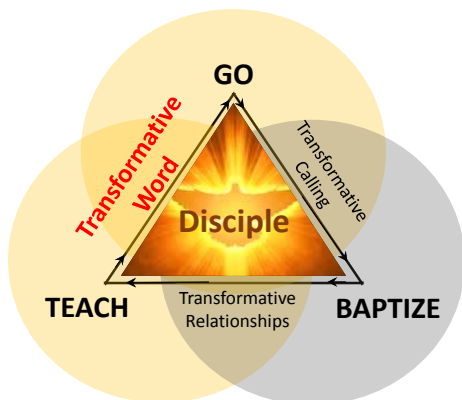 GO
Transformative
Word
Transformative
Calling
Disciple
TEACH
Transformative
Relationships
BAPTIZE